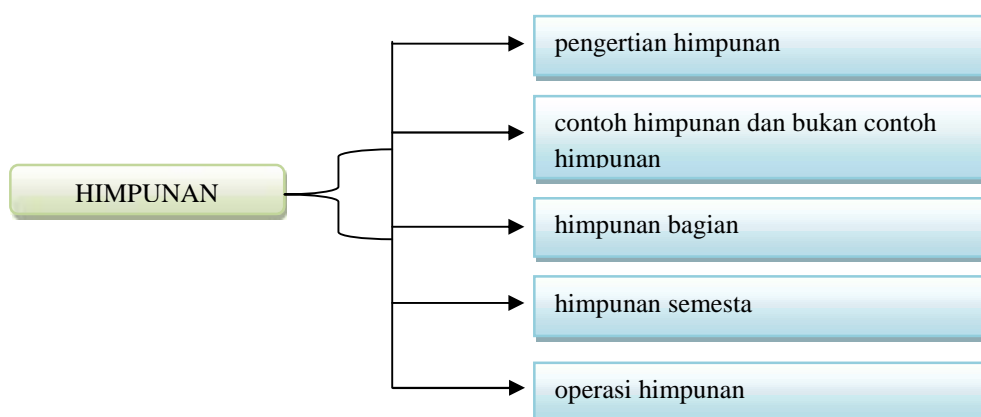 pengertian himpunan
contoh himpunan dan bukan contoh
himpunan
HIMPUNAN
himpunan bagian
himpunan semesta
operasi himpunan